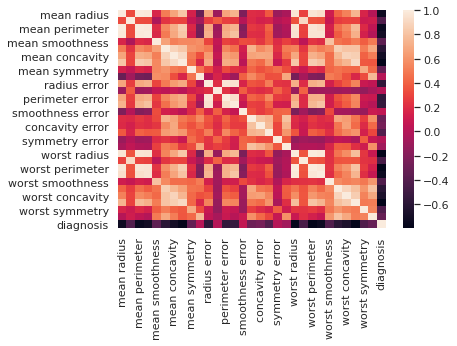 mean radius
mean perimeter
mean smoothness
mean concavity
mean symmetry
radius error
perimeter error
smoothness error
concavity error
symmetry error
worst radius
worst perimeter
worst smoothness
worst concavity
worst symmetry
diagnosis
mean radius
mean perimeter
mean smoothness
mean concavity
mean symmetry
radius error
perimeter error
smoothness error
concavity error
symmetry error
worst radius
worst perimeter
worst smoothness
worst concavity
worst symmetry
diagnosis
1.0
0.8
0.6
0.4
0.2
0.0
−0.2
−0.4
−0.6